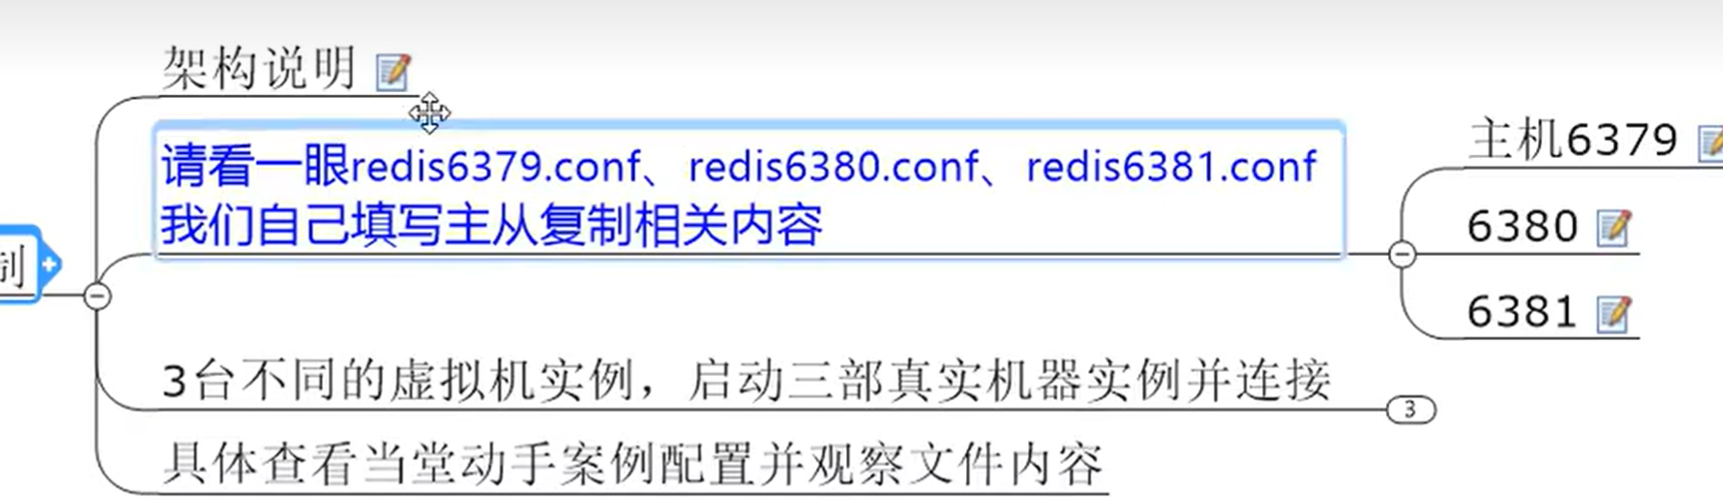 架构说明
请看一眼redis6379.conf、redis6380.conf、redis6381.conf
我们自己填写主从复制相关内容
主机6379
6380
6381
制
3台不同的虚拟机实例，启动三部真实机器实例并连接
3
具体查看当堂动手案例配置并观察文件内容